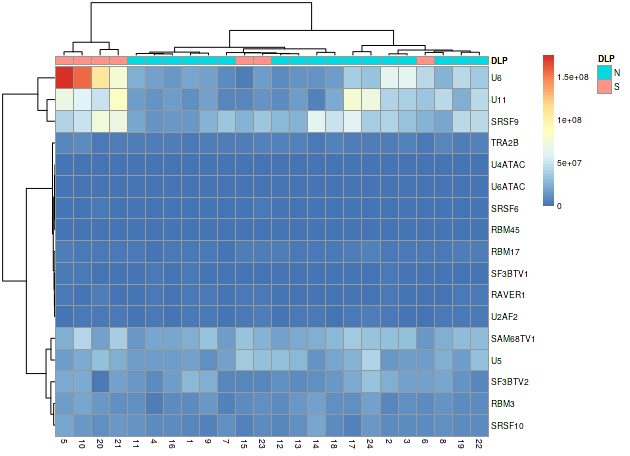 DLP
U6
U11
SRSF9
TRA2B
U4ATAC
U6ATAC
SRSF6
RBM45
RBM17
SF3BTV1
RAVER1
U2AF2
SAM68TV1
U5
SF3BTV2
RBM3
SRSF10
5 10 20 21 11 4 16 1 9 7 15 23 12 13 14 18 17 24 2 3 6 8 19 22
1.5e+08
1e+08
5e+07
0
DLP
N
S